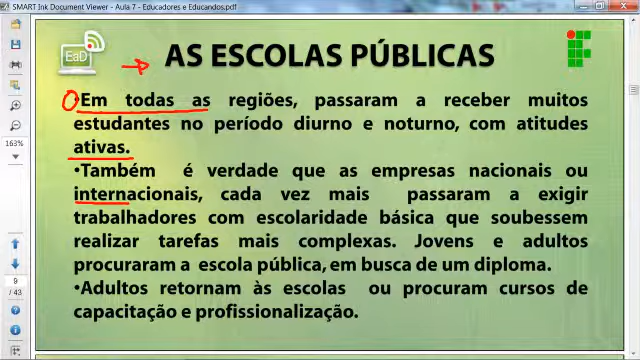 SMART Ink Document Viewer - Aula 7 - Educadores e Educandos.pdf
EaD
AS ESCOLAS PÚBLICAS
•Em todas as regiões, passaram a receber muitos
estudantes no período diurno e noturno, com atitudes
ativas.
•Também é verdade que as empresas nacionais ou
internacionais, cada vez mais passaram a exigir
trabalhadores com escolaridade básica que soubessem
realizar tarefas mais complexas. Jovens e adultos
procuraram a escola pública, em busca de um diploma.
•Adultos retornam às escolas ou procuram cursos de
capacitação e profissionalização.
163%
9
/ 43